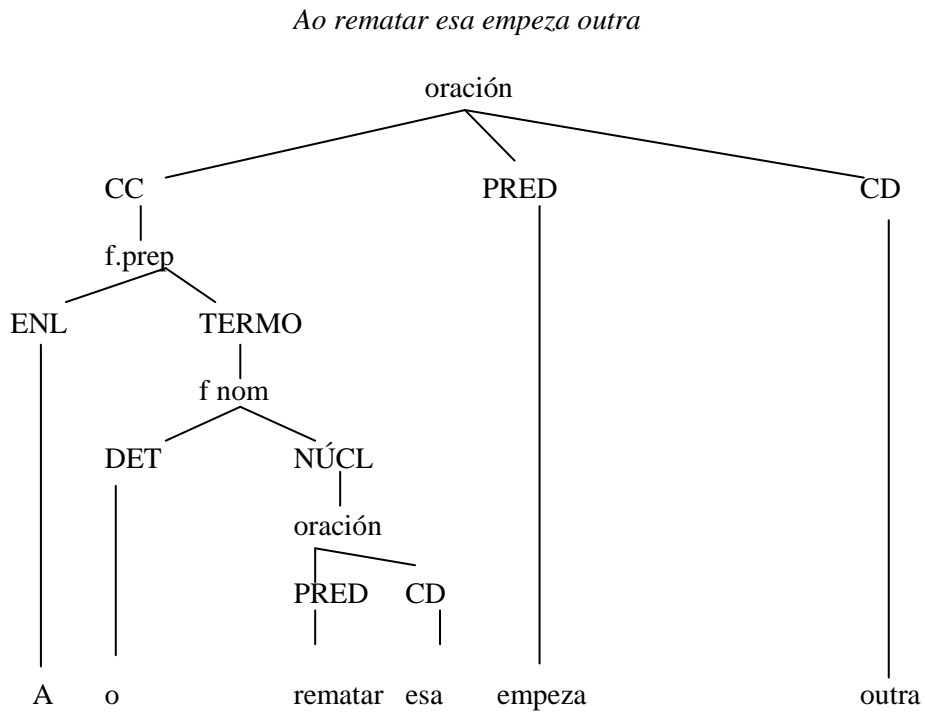 Ao rematar esa empeza outra
oración
CC PRED CD
f.prep
ENL TERMO
f nom
DET NÚCL
oración
PRED CD
A o rematar esa empeza outra